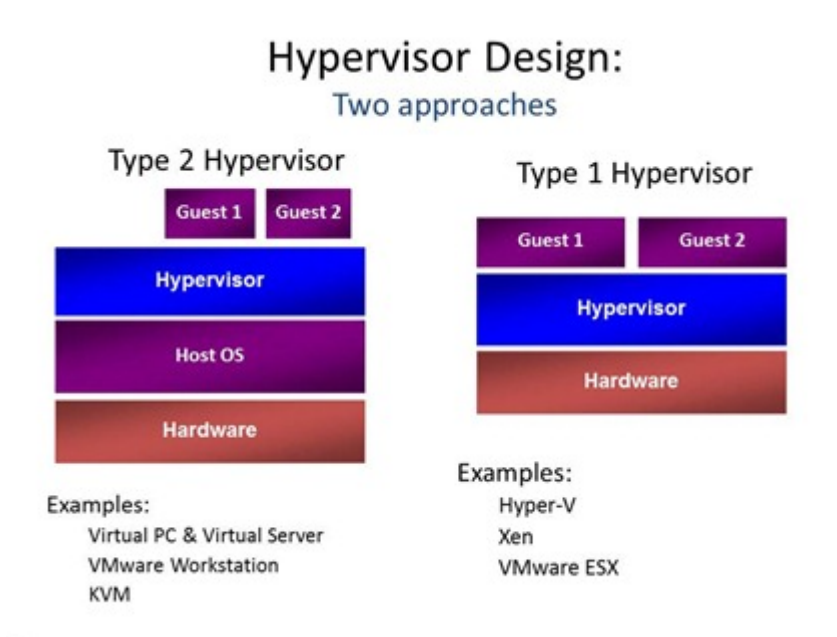 Hypervisor Design:
Two approaches
Type 2 Hypervisor
Guest 1
Guest 2
Hypervisor
Host OS
Hardware
Examples:
Virtual PC & Virtual Server
VMware Workstation
KVM
Type 1 Hypervisor
Guest 1
Guest 2
Hypervisor
Hardware
Examples:
Hyper-V
Xen
VMware ESX